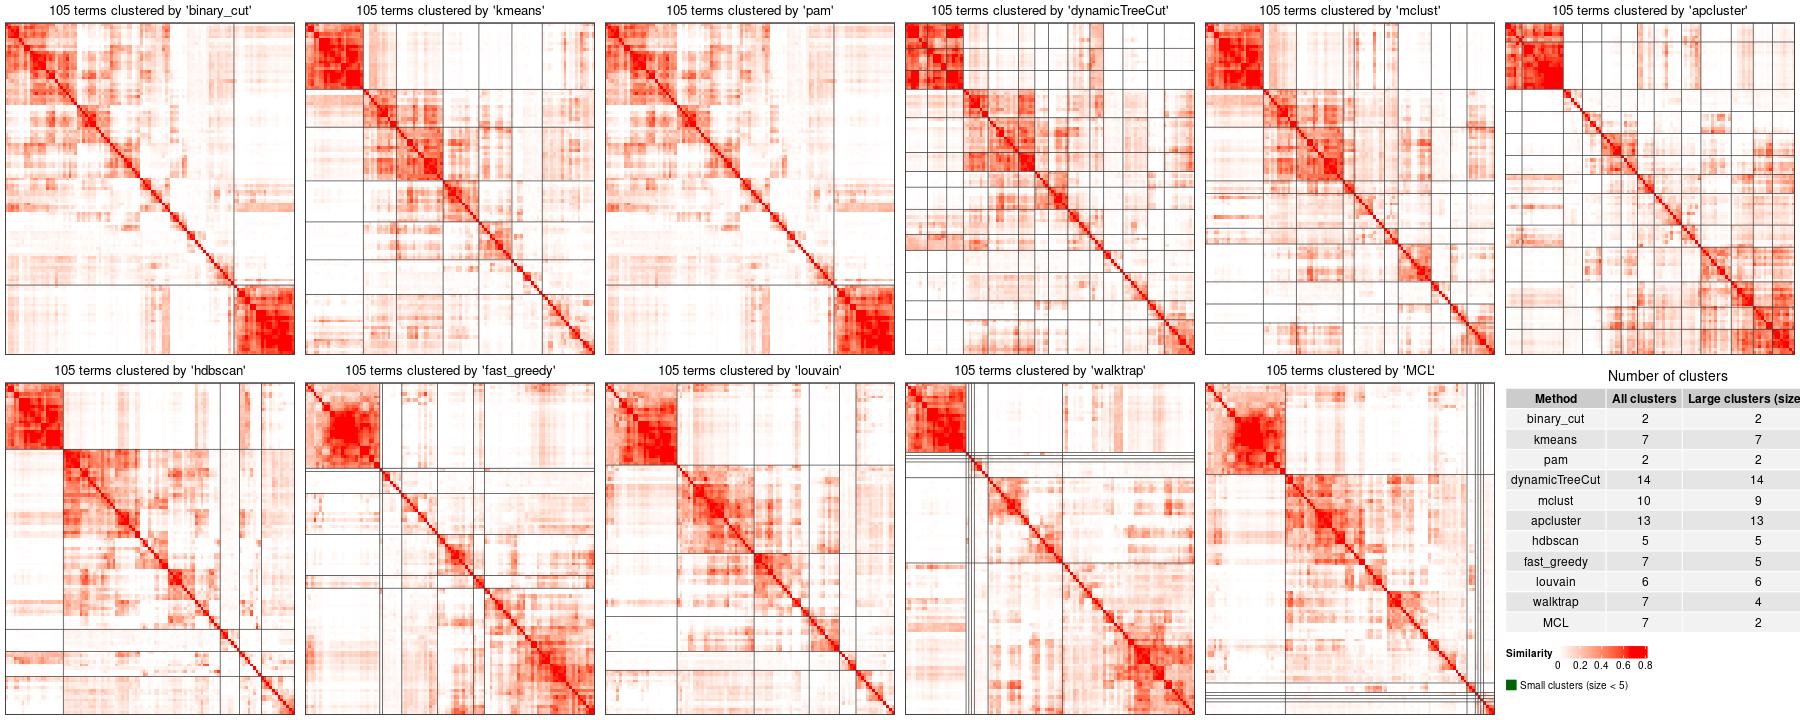 105 terms clustered by 'binary_cut'
105 terms clustered by 'kmeans'
105 terms clustered by 'pam'
105 terms clustered by 'dynamicTreeCut'
105 terms clustered by 'mclust'
105 terms clustered by 'apcluster'
105 terms clustered by 'hdbscan'
105 terms clustered by 'fast_greedy'
105 terms clustered by 'louvain'
105 terms clustered by 'walktrap'
105 terms clustered by 'MCL'
Number of clusters
Method All clusters Large clusters (size
binary_cut 2 2
kmeans 7 7
pam 2 2
dynamicTreeCut 14 14
mclust 10 9
apcluster 13 13
hdbscan 5 5
fast_greedy 7 5
louvain 6 6
walktrap 7 4
MCL 7 2
Similarity
0 0.2 0.4 0.6 0.8
Small clusters (size < 5)